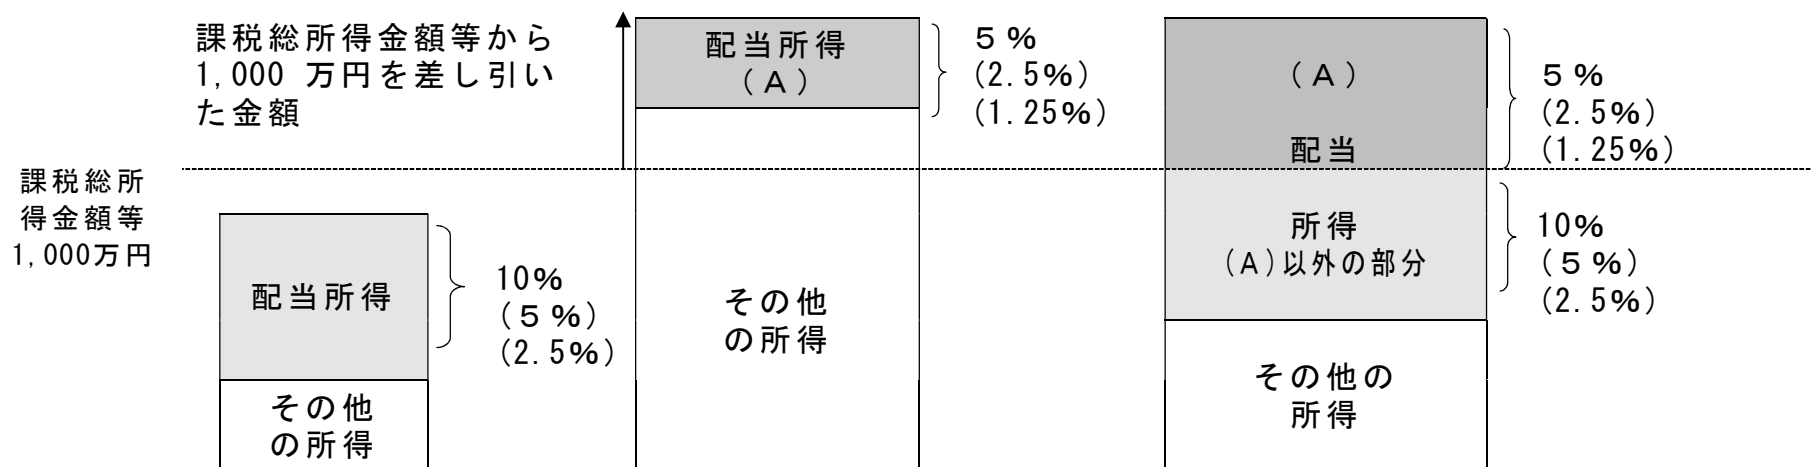 課税総所得金額等から
1,000 万円を差し引い
た金額
課税総所
得金額等
1,000万円
配当所得
10%
(5%)
(2.5%)
その他
の所得
配当所得
(A)
5%
(2.5%)
(1.25%)
その他
の所得
(A)
配当
5%
(2.5%)
(1.25%)
所得
(A)以外の部分
10%
(5%)
(2.5%)
その他の
所得